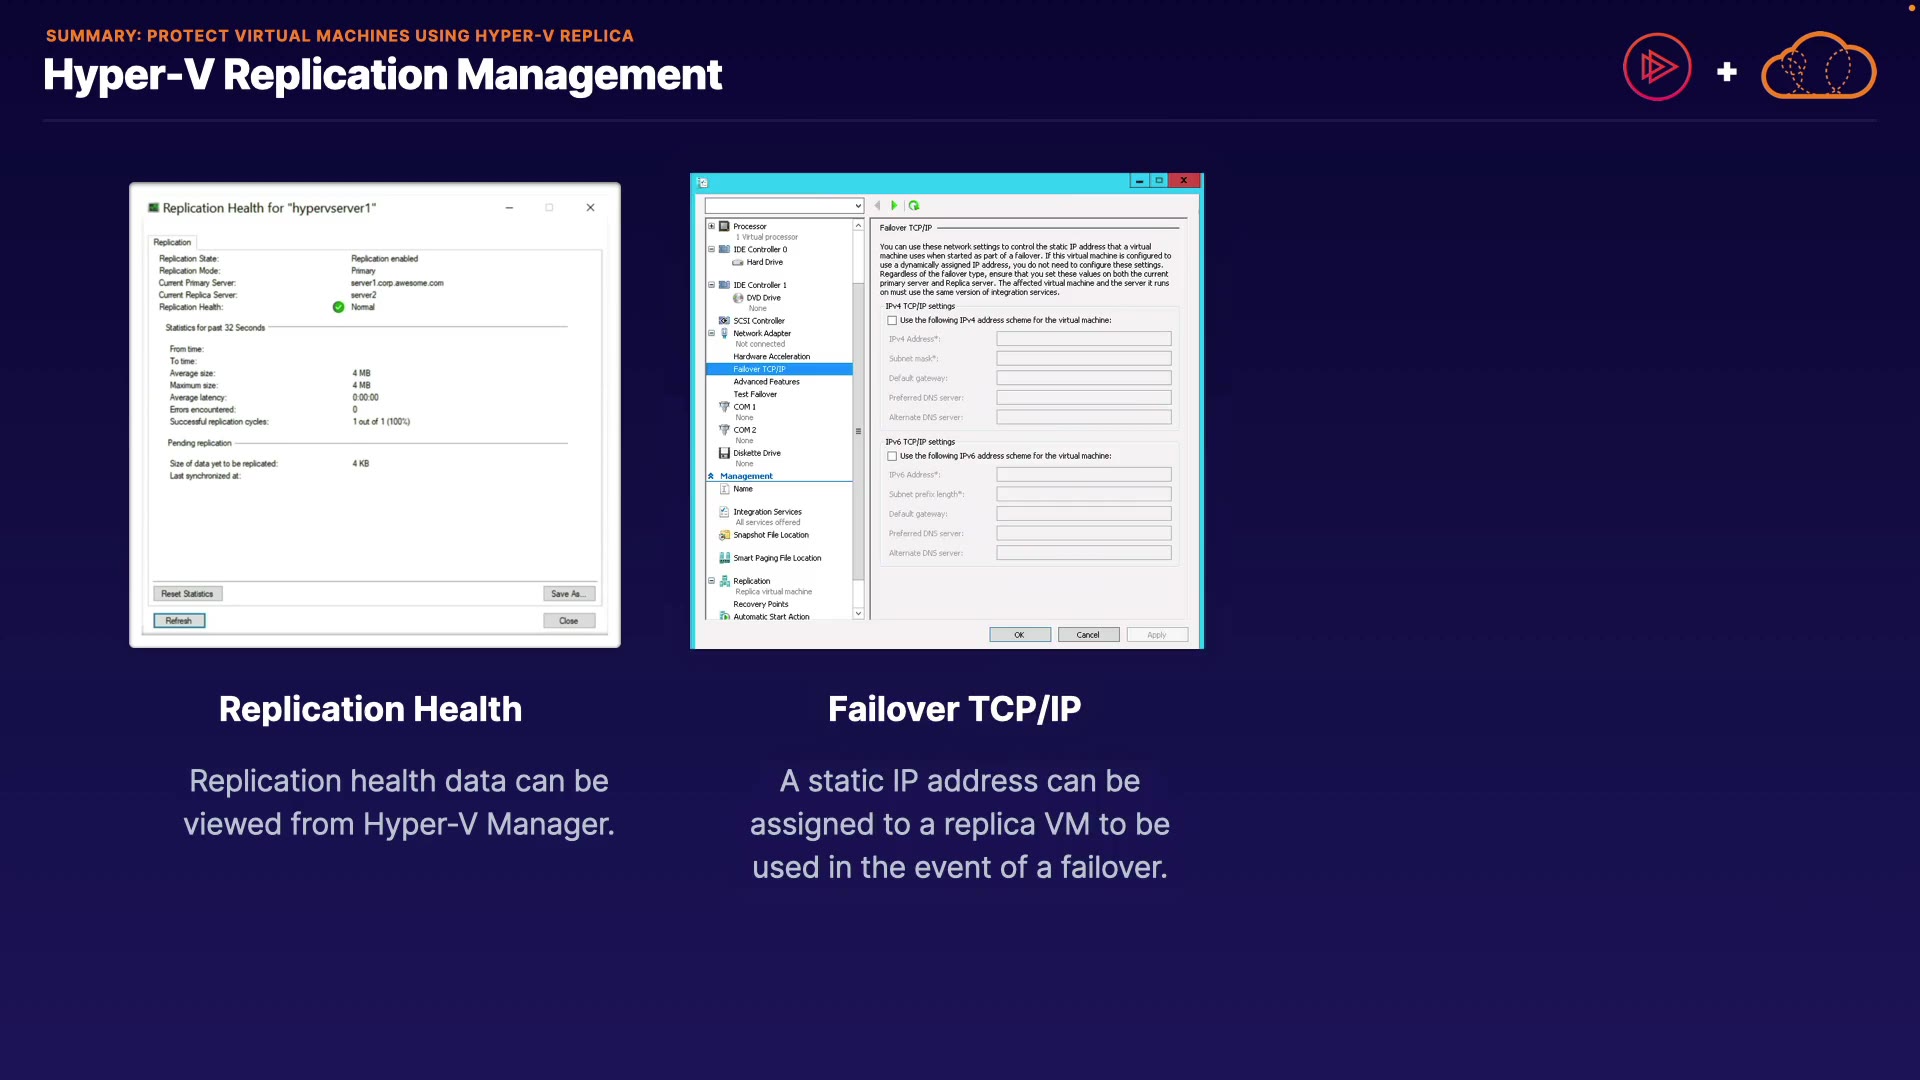 SUMMARY: PROTECT VIRTUAL MACHINES USING HYPER-V REPLICA
Hyper-V Replication Management
Replication Health for "hypervserver1"
Replication
Replication State: Replication enabled
Replication Mode: Primary
Current Primary Server: server1.corp.awesome.com
Current Replica Server: server2
Replication Health: Normal
Statistics for past 32 Seconds
From time:
To time:
Average size: 4 MB
Maximum size: 4 MB
Average latency: 0:00:00
Errors encountered: 0
Successful replication cycles: 1 out of 1 (100%)
Pending replication
Size of data yet to be replicated: 4 KB
Last synchronized at:
Reset Statistics
Save As...
Refresh
Close
Processor
1 Virtual processor
IDE Controller 0
Hard Drive
IDE Controller 1
DVD Drive
None
SCSI Controller
Network Adapter
Not connected
Hardware Acceleration
Failover TCP/IP
Advanced Features
Test Failover
COM 1
None
COM 2
None
Diskette Drive
None
Management
Name
Integration Services
All services offered
Snapshot File Location
Smart Paging File Location
Replication
Replica virtual machine
Recovery Points
Automatic Start Action
Failover TCP/IP
You can use these network settings to control the static IP address that a virtual
machine uses when started as part of a failover. If this virtual machine is configured to
use a dynamically assigned IP address, you do not need to configure these settings.
Regardless of the failover type, ensure that you set these values on both the current
primary server and Replica server. The affected virtual machine and the server it runs
on must use the same version of integration services.
IPv4 TCP/IP settings
Use the following IPv4 address scheme for the virtual machine:
IPv4 Address*:
Subnet mask*:
Default gateway:
Preferred DNS server:
Alternate DNS server:
IPv6 TCP/IP settings
Use the following IPv6 address scheme for the virtual machine:
IPv6 Address*:
Subnet prefix length*:
Default gateway:
Preferred DNS server:
Alternate DNS server:
OK
Cancel
Apply
Replication Health
Replication health data can be
viewed from Hyper-V Manager.
Failover TCP/IP
A static IP address can be
assigned to a replica VM to be
used in the event of a failover.